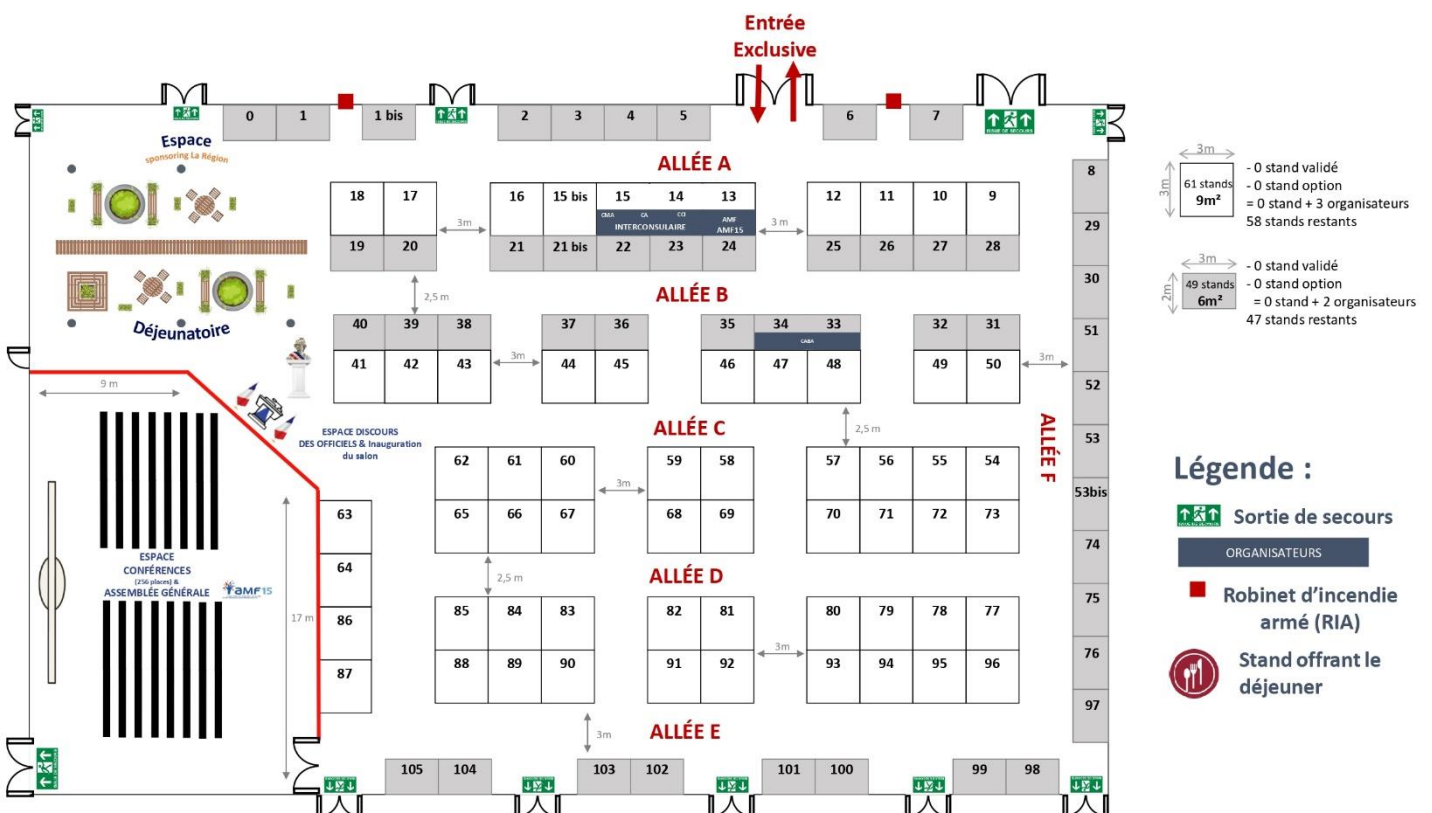 Entrée
Exclusive
0 1 1 bis 2 3 4 5 6 7
Espace
sponsoring La Région
ALLÉE A
18 17 16 15 bis 15 14 13 12 11 10 9
CMA CA CCI AMF
INTERCONSULAIRE AMF15
3m
3 m
19 20 21 21 bis 22 23 24 25 26 27 28
2,5 m
ALLÉE B
Déjeunatoire
40 39 38 37 36 35 34 33 32 31
CABA
41 42 43 44 45 46 47 48 49 50
3m
3m
9 m
ESPACE DISCOURS
DES OFFICIELS & Inauguration
du salon
ALLÉE C
2,5 m
62 61 60 59 58 57 56 55 54
3m
65 66 67 68 69 70 71 72 73
63
64
86
87
ESPACE
CONFÉRENCES
(256 places) &
ASSEMBLÉE GÉNÉRALE
AMF15
17 m
2,5 m
ALLÉE D
85 84 83 82 81 80 79 78 77
3m
88 89 90 91 92 93 94 95 96
3m
ALLÉE E
105 104 103 102 101 100 99 98
ALLÉE F
8
29
30
51
52
53
53bis
74
75
76
97
3m
3m
61 stands
9m²
- 0 stand validé
- 0 stand option
= 0 stand + 3 organisateurs
58 stands restants
3m
2m
49 stands
6m²
- 0 stand validé
- 0 stand option
= 0 stand + 2 organisateurs
47 stands restants
Légende :
Sortie de secours
ORGANISATEURS
Robinet d’incendie
armé (RIA)
Stand offrant le
déjeuner